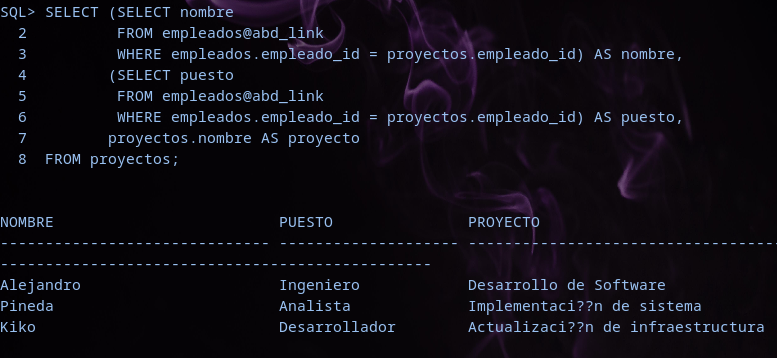 SQL> SELECT (SELECT nombre
  2          FROM empleados@abd_link
  3          WHERE empleados.empleado_id = proyectos.empleado_id) AS nombre,
  4         (SELECT puesto
  5          FROM empleados@abd_link
  6          WHERE empleados.empleado_id = proyectos.empleado_id) AS puesto,
  7         proyectos.nombre AS proyecto
  8  FROM proyectos;
NOMBRE                         PUESTO               PROYECTO
------------------------------ -------------------- ----------------------------------
------------------------------------------------
Alejandro                      Ingeniero            Desarrollo de Software
Pineda                         Analista             Implementaci??n de sistema
Kiko                           Desarrollador        Actualizaci??n de infraestructura